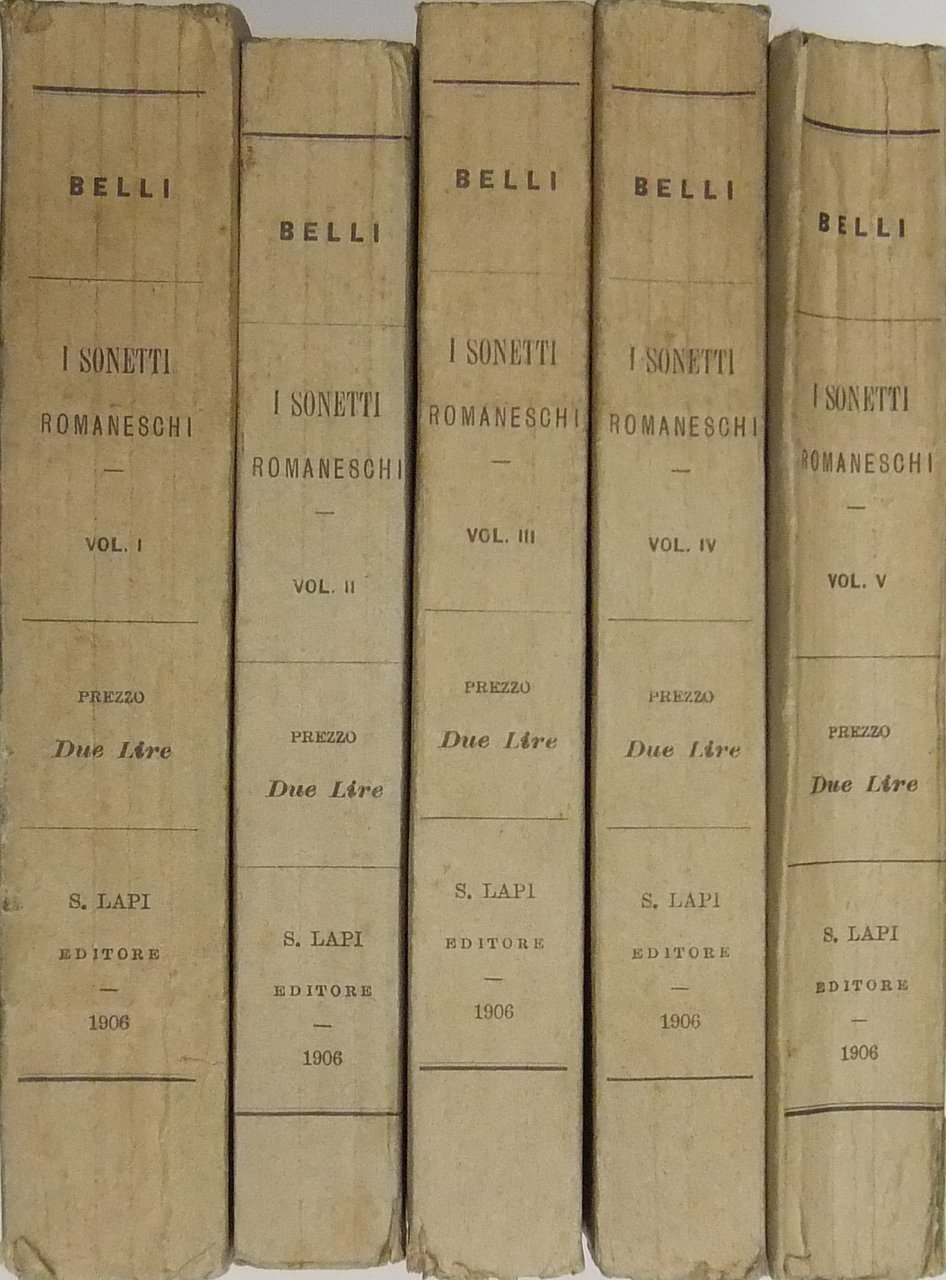 BELLI
I SONETTI
ROMANESCHI
VOL. I
PREZZO
Due Lire
S. LAPI
EDITORE
1906
BELLI
I SONETTI
ROMANESCHI
VOL. II
PREZZO
Due Lire
S. LAPI
EDITORE
1906
BELLI
I SONETTI
ROMANESCHI
VOL. III
PREZZO
Due Lire
S. LAPI
EDITORE
1906
BELLI
I SONETTI
ROMANESCHI
VOL. IV
PREZZO
Due Lire
S. LAPI
EDITORE
1906
BELLI
I SONETTI
ROMANESCHI
VOL. V
PREZZO
Due Lire
S. LAPI
EDITORE
1906